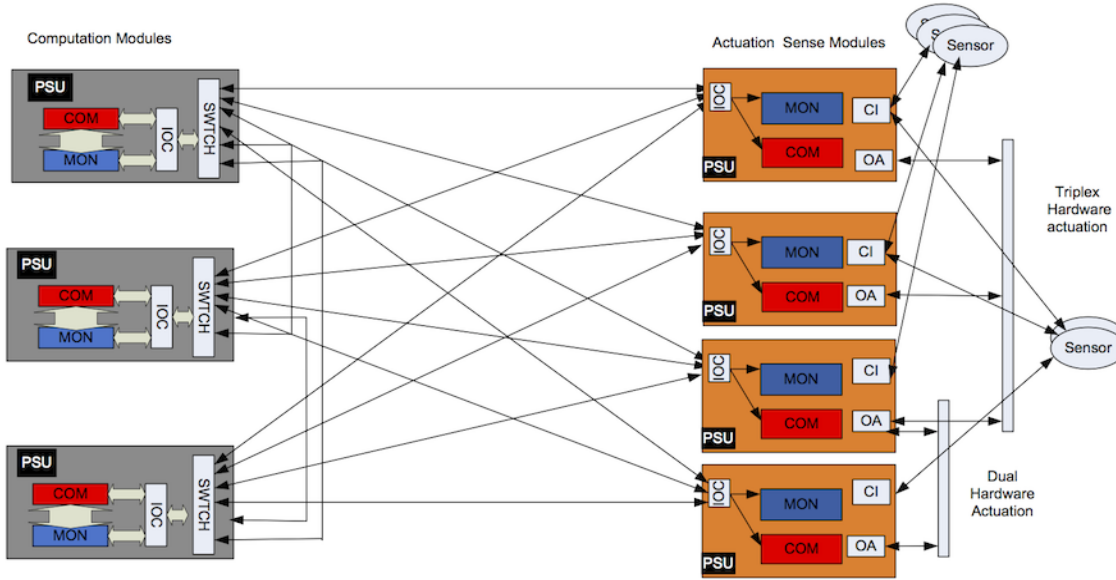 Computation Modules
Actuation Sense Modules
S
Se
Sensor
PSU
COM
MON
IOC
SWTCH
IOC
MON
COM
CI
OA
PSU
Triplex
Hardware
actuation
PSU
COM
MON
IOC
SWTCH
IOC
MON
COM
CI
OA
PSU
Sensor
IOC
MON
COM
CI
OA
PSU
PSU
COM
MON
IOC
SWTCH
IOC
MON
COM
CI
OA
PSU
Dual
Hardware
Actuation